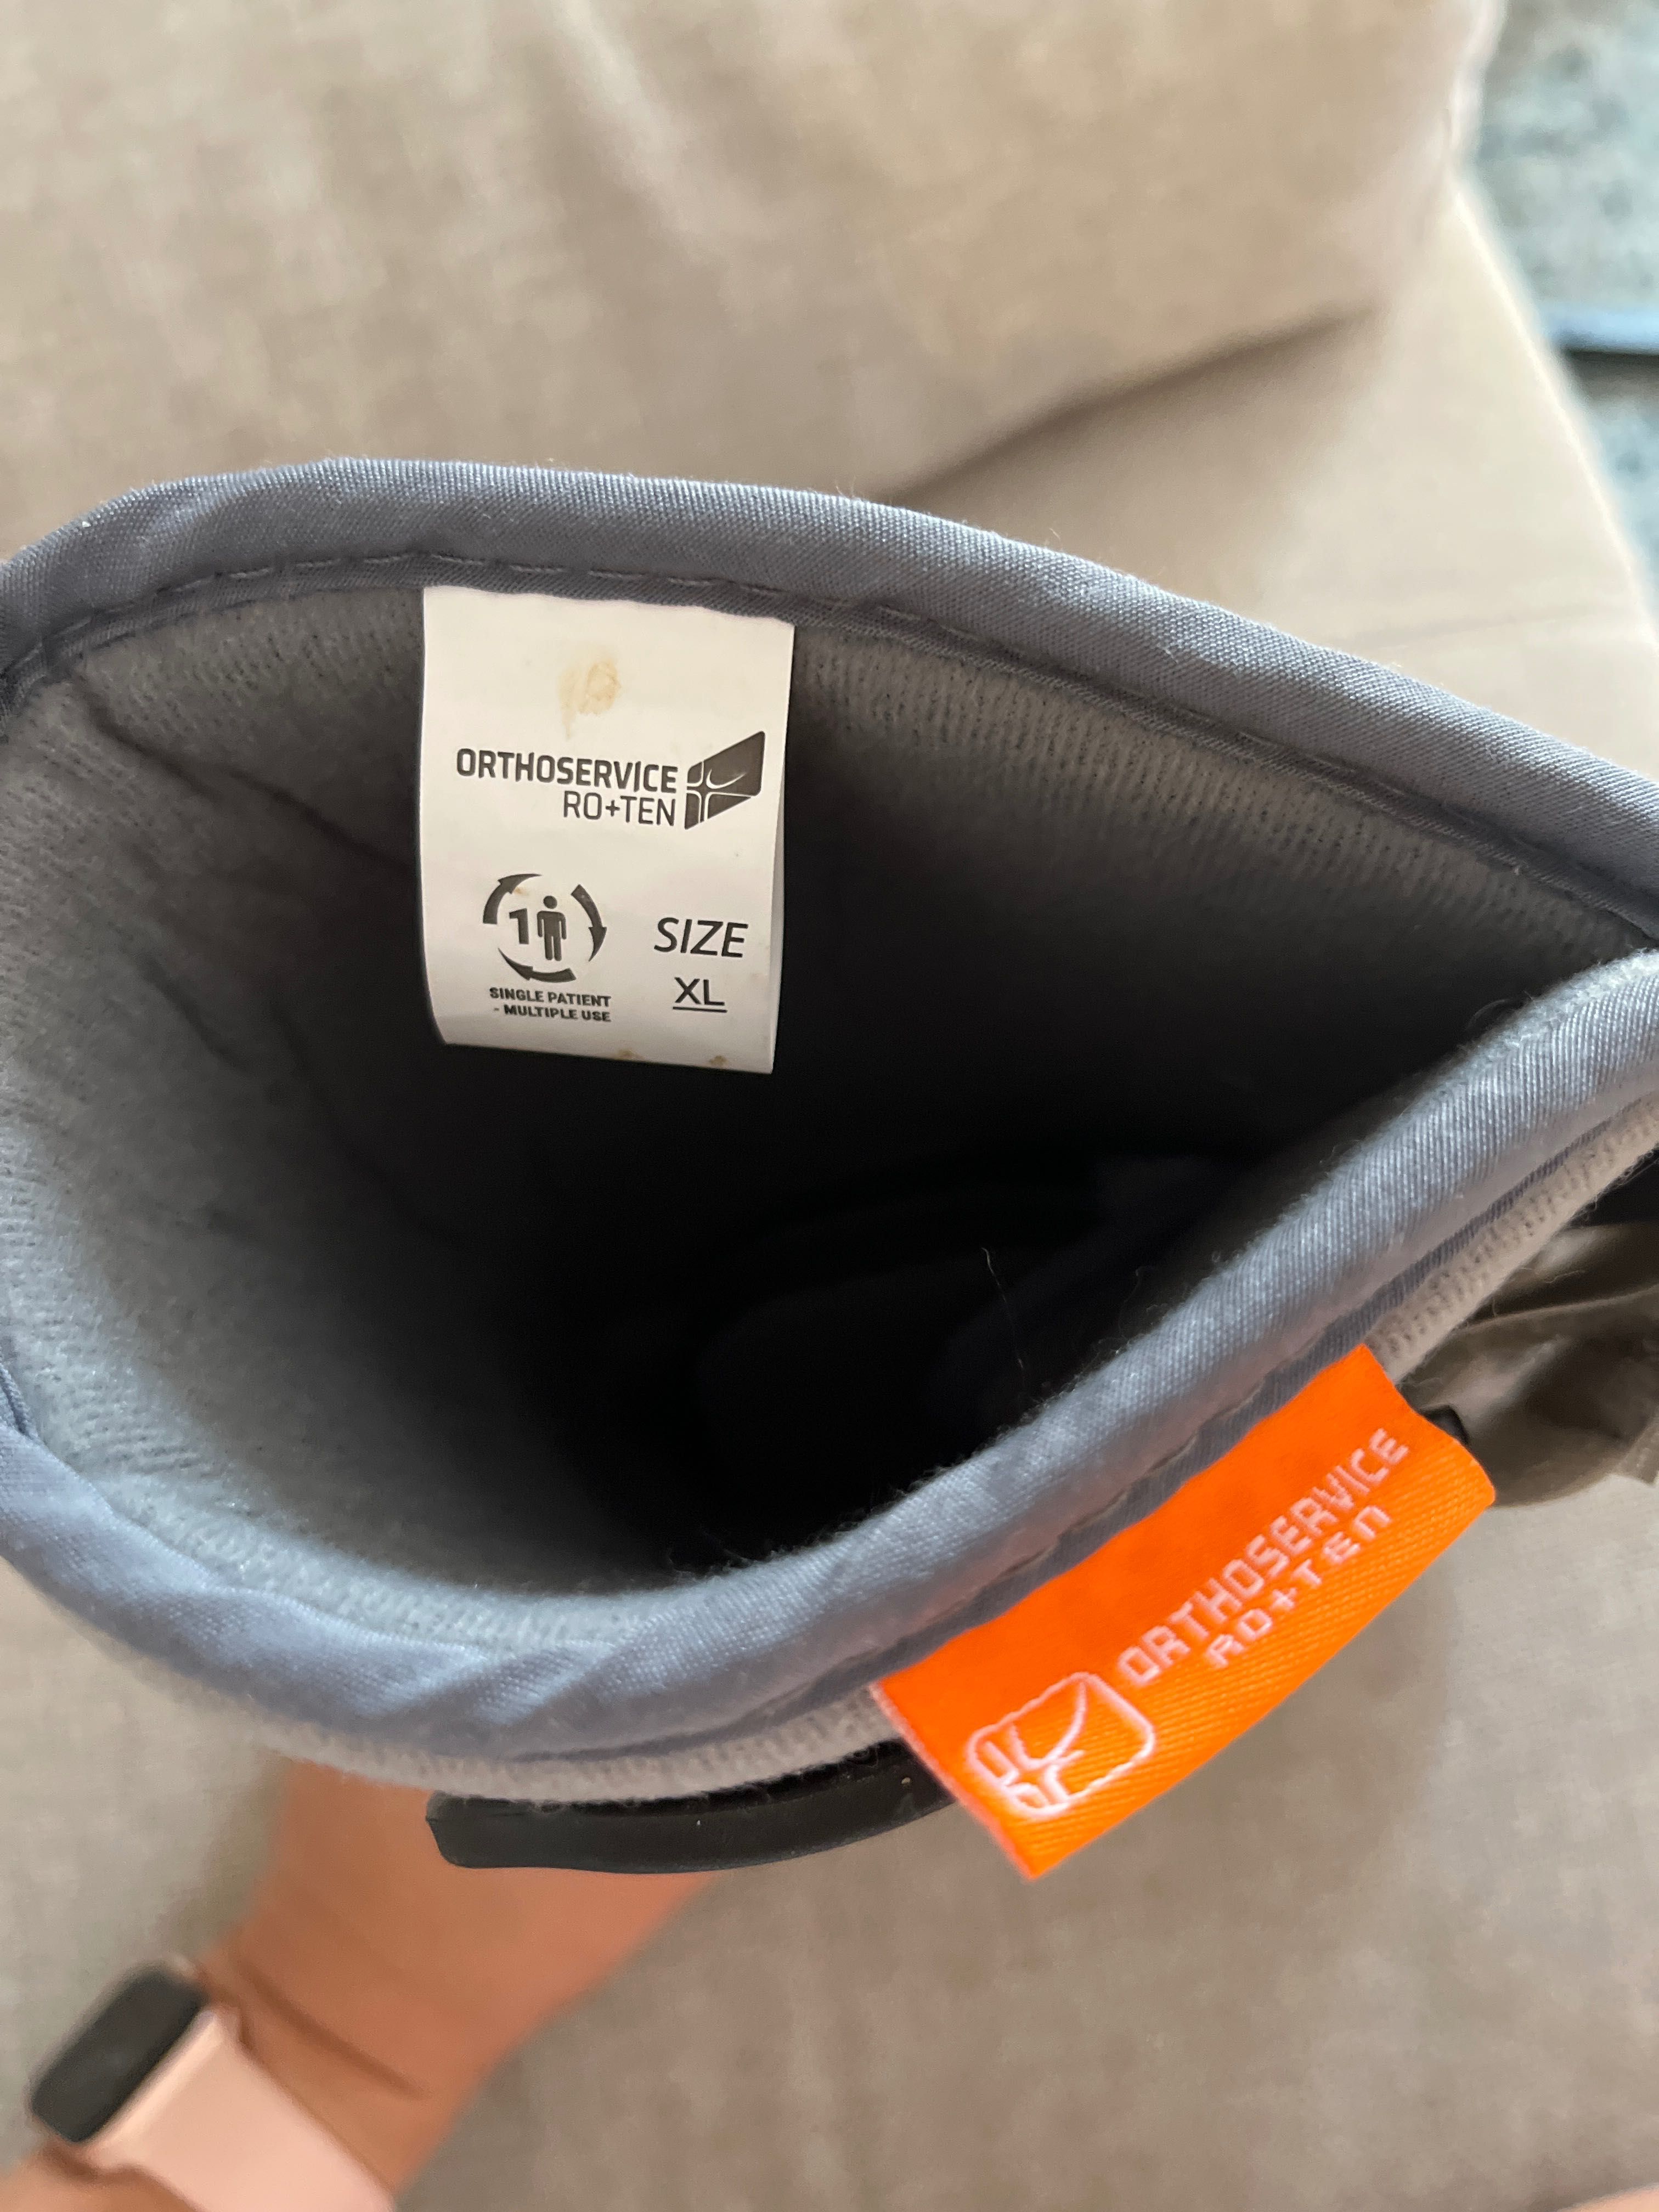 ORTHOSERVICE
RO+TEN
1
SIZE
XL
SINGLE PATIENT
- MULTIPLE USE
ORTHOSERVICE
RO+TEN